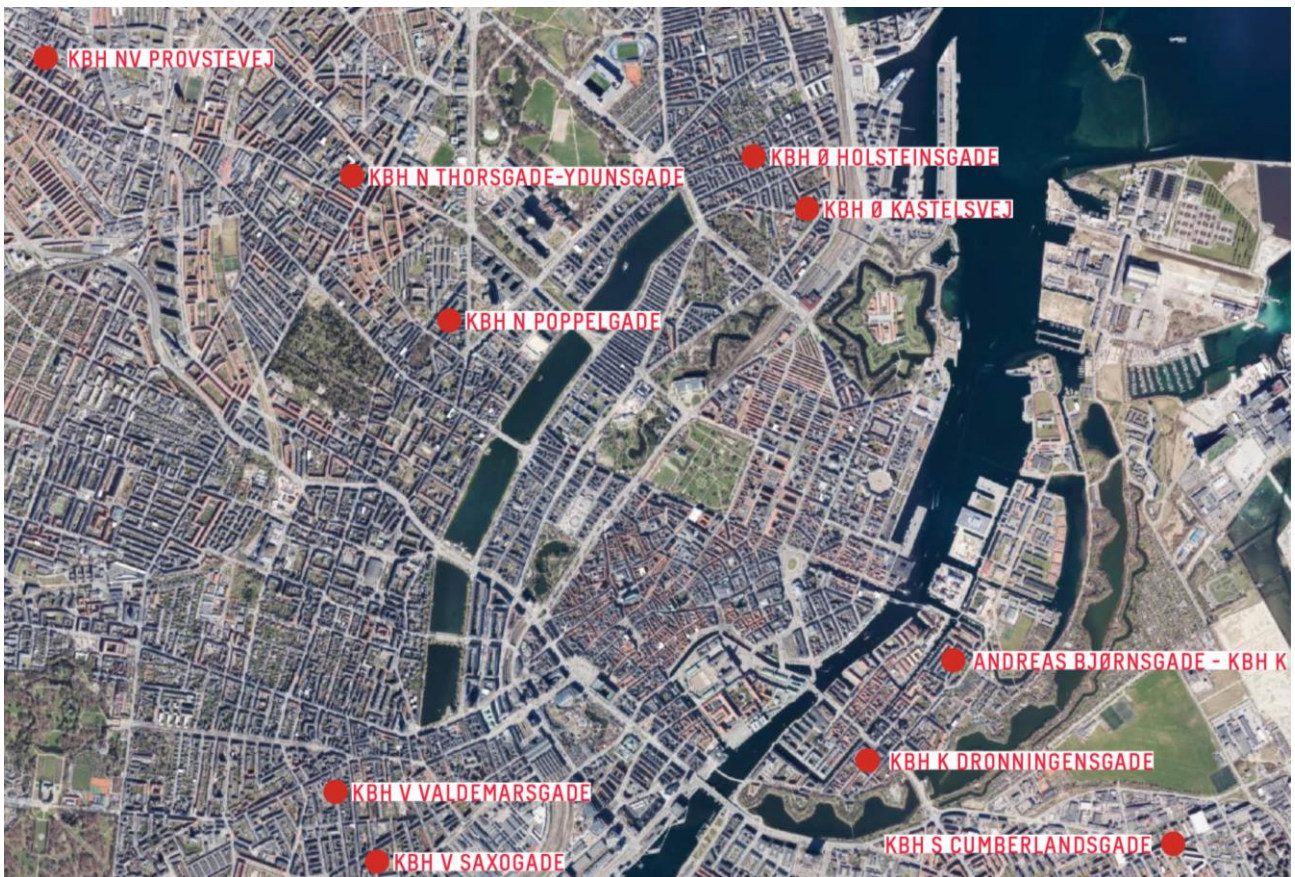 KBH NV PROVSTEVEJ
KBH Ø HOLSTEINSGADE
KBH N THORSGADE-YDUNSGADE
KBH Ø KASTELSVEJ
KBH N POPPELGADE
ANDREAS BJØRNSGADE - KBH K
KBH K DRONNINGENSGADE
KBH V VALDEMARSGADE
KBH S CUMBERLANDSGADE
KBH V SAXOGADE